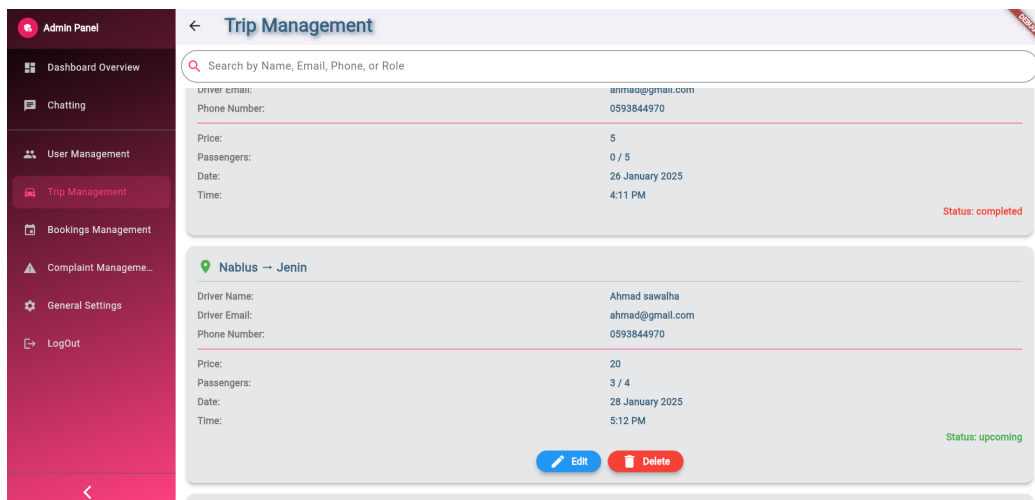 Admin Panel
Dashboard Overview
Chatting
User Management
Trip Management
Bookings Management
Complaint Manageme...
General Settings
LogOut
Trip Management
DEBUG
Search by Name, Email, Phone, or Role
Driver Email: ahmad@gmail.com
Phone Number: 0593844970
Price: 5
Passengers: 0 / 5
Date: 26 January 2025
Time: 4:11 PM
Status: completed
Nablus → Jenin
Driver Name: Ahmad sawalha
Driver Email: ahmad@gmail.com
Phone Number: 0593844970
Price: 20
Passengers: 3 / 4
Date: 28 January 2025
Time: 5:12 PM
Status: upcoming
Edit Delete